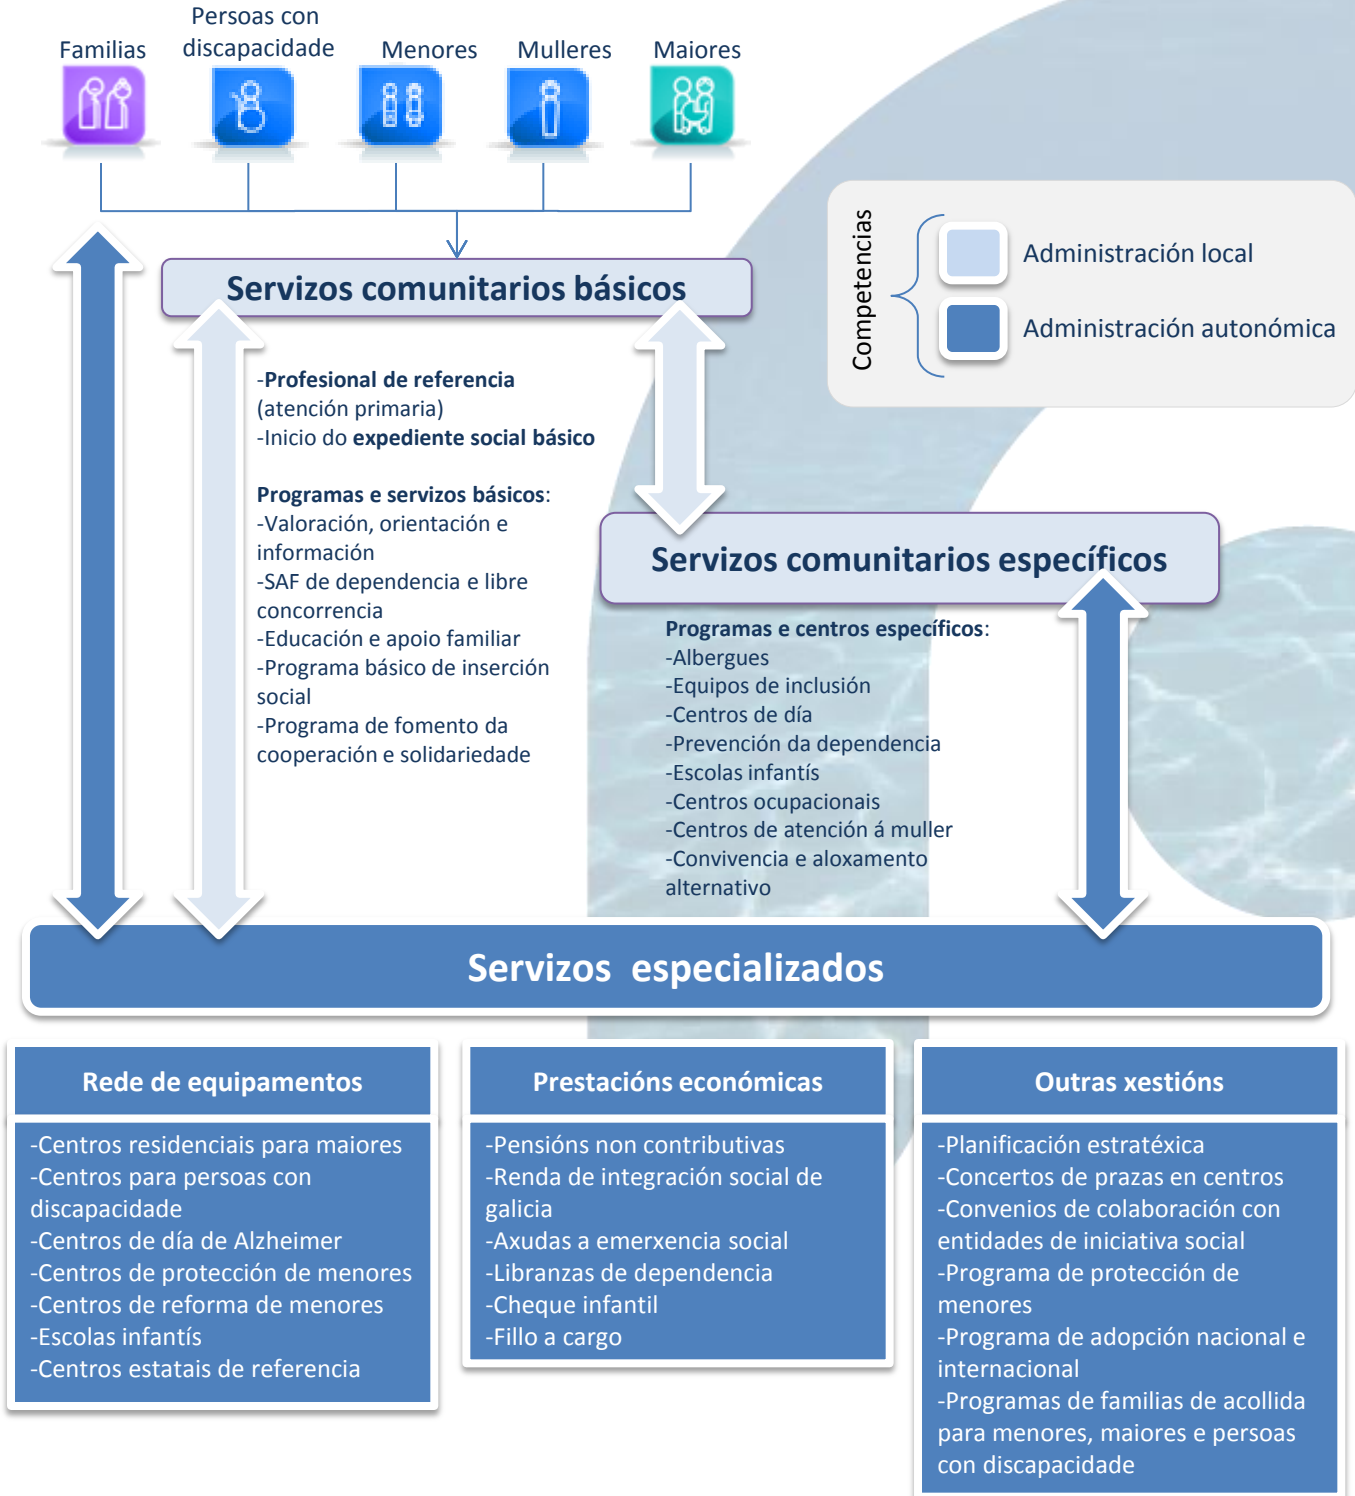 Familias
Persoas con
discapacidade
Menores
Mulleres
Maiores
Competencias
Administración local
Administración autonómica
Servizos comunitarios básicos
-Profesional de referencia
(atención primaria)
-Inicio do expediente social básico
Programas e servizos básicos:
-Valoración, orientación e
información
-SAF de dependencia e libre
concorrencia
-Educación e apoio familiar
-Programa básico de inserción
social
-Programa de fomento da
cooperación e solidariedade
Servizos comunitarios específicos
Programas e centros específicos:
-Albergues
-Equipos de inclusión
-Centros de día
-Prevención da dependencia
-Escolas infantís
-Centros ocupacionais
-Centros de atención á muller
-Convivencia e aloxamento
alternativo
Servizos especializados
Rede de equipamentos
-Centros residenciais para maiores
-Centros para persoas con
discapacidade
-Centros de día de Alzheimer
-Centros de protección de menores
-Centros de reforma de menores
-Escolas infantís
-Centros estatais de referencia
Prestacións económicas
-Pensións non contributivas
-Renda de integración social de
galicia
-Axudas a emerxencia social
-Libranzas de dependencia
-Cheque infantil
-Fillo a cargo
Outras xestións
-Planificación estratéxica
-Concertos de prazas en centros
-Convenios de colaboración con
entidades de iniciativa social
-Programa de protección de
menores
-Programa de adopción nacional e
internacional
-Programas de familias de acollida
para menores, maiores e persoas
con discapacidade